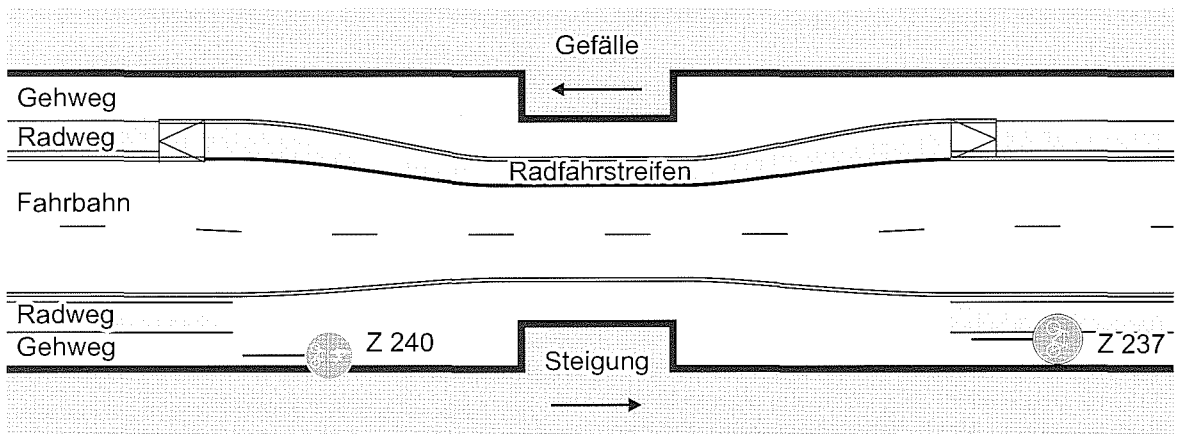 Gefälle
Gehweg
Radweg
Radfahrstreifen
Fahrbahn
Radweg
Gehweg
Z 240
Steigung
Z 237